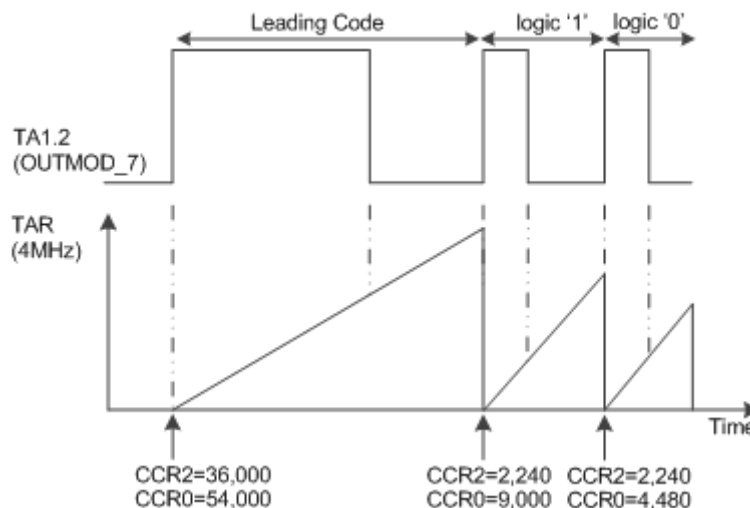 Leading Code
logic '1'
logic '0'
TA1.2
(OUTMOD_7)
TAR
(4MHz)
Time
CCR2=36,000
CCR0=54,000
CCR2=2,240
CCR0=9,000
CCR2=2,240
CCR0=4,480